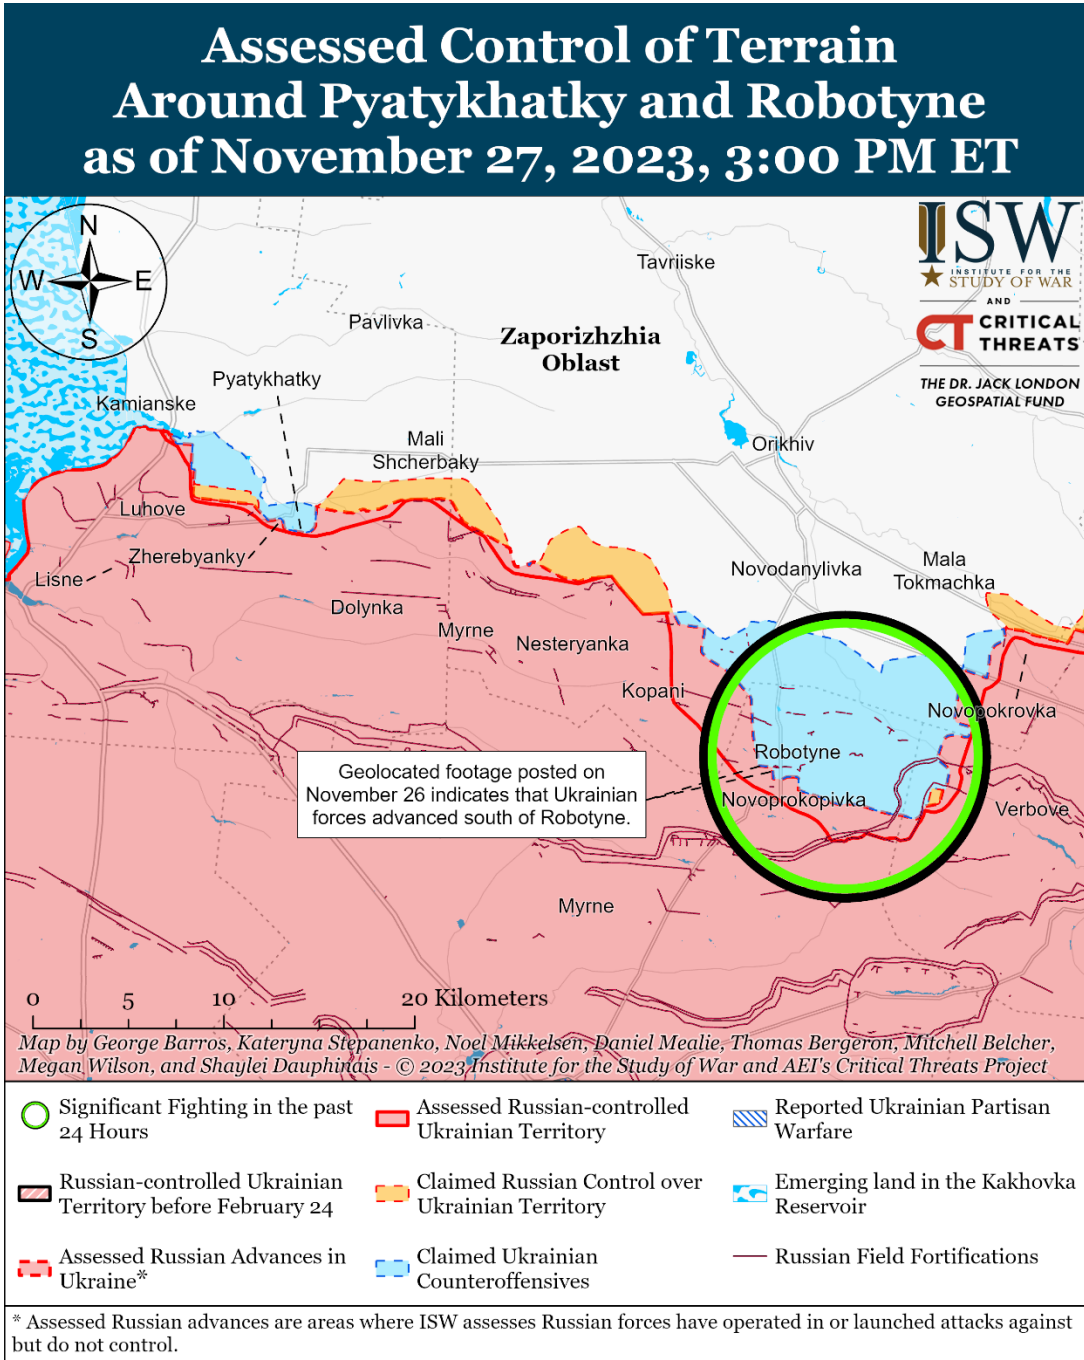 Assessed Control of Terrain
Around Pyatykhatky and Robotyne
as of November 27, 2023, 3:00 PM ET
N
W
E
S
ISW
INSTITUTE FOR THE
STUDY OF WAR
AND
CT CRITICAL
THREATS
THE DR. JACK LONDON
GEOSPATIAL FUND
Tavriiske
Pavlivka
Zaporizhzhia
Oblast
Pyatykhatky
Kamianske
Mali
Shcherbaky
Orikhiv
Luhove
Zherebyanky
Lisne
Dolynka
Myrne
Nesteryanka
Novodanylivka
Mala
Tokmachka
Kopani
Novopokrovka
Robotyne
Novoprokopivka
Verbove
Geolocated footage posted on
November 26 indicates that Ukrainian
forces advanced south of Robotyne.
Myrne
0 5 10 20 Kilometers
Map by George Barros, Kateryna Stepanenko, Noel Mikkelsen, Daniel Mealie, Thomas Bergeron, Mitchell Belcher,
Megan Wilson, and Shaylei Dauphinais - © 2023 Institute for the Study of War and AEI's Critical Threats Project
Significant Fighting in the past
24 Hours
Russian-controlled Ukrainian
Territory before February 24
Assessed Russian Advances in
Ukraine*
Assessed Russian-controlled
Ukrainian Territory
Claimed Russian Control over
Ukrainian Territory
Claimed Ukrainian
Counteroffensives
Reported Ukrainian Partisan
Warfare
Emerging land in the Kakhovka
Reservoir
Russian Field Fortifications
* Assessed Russian advances are areas where ISW assesses Russian forces have operated in or launched attacks against
but do not control.